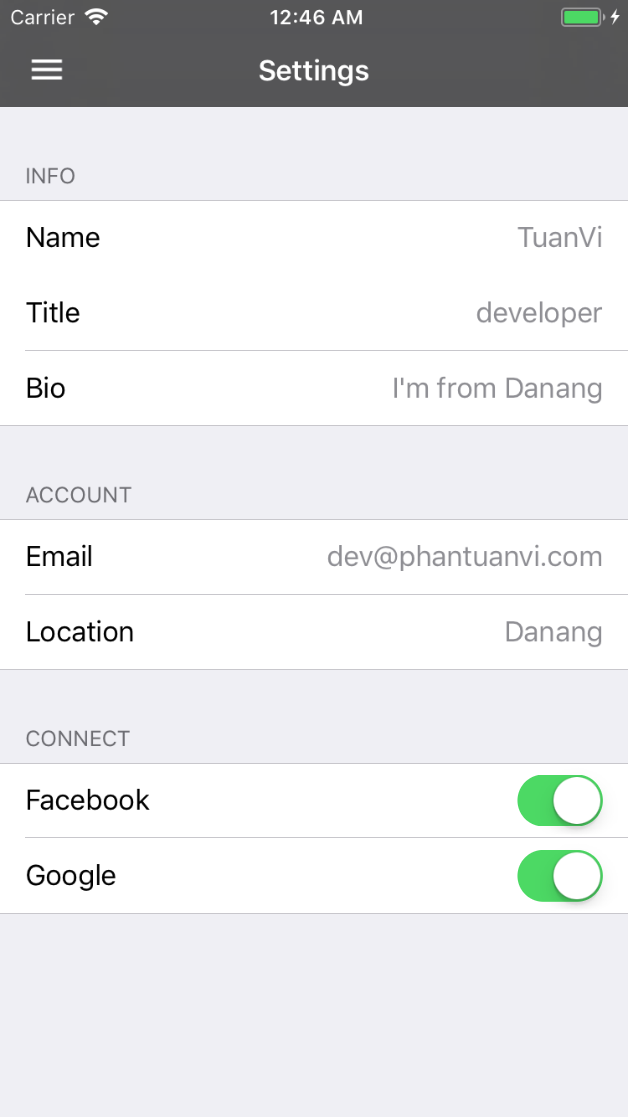 Carrier 12:46 AM
Settings
INFO
Name TuanVi
Title developer
Bio I'm from Danang
ACCOUNT
Email dev@phantuanvi.com
Location Danang
CONNECT
Facebook
Google